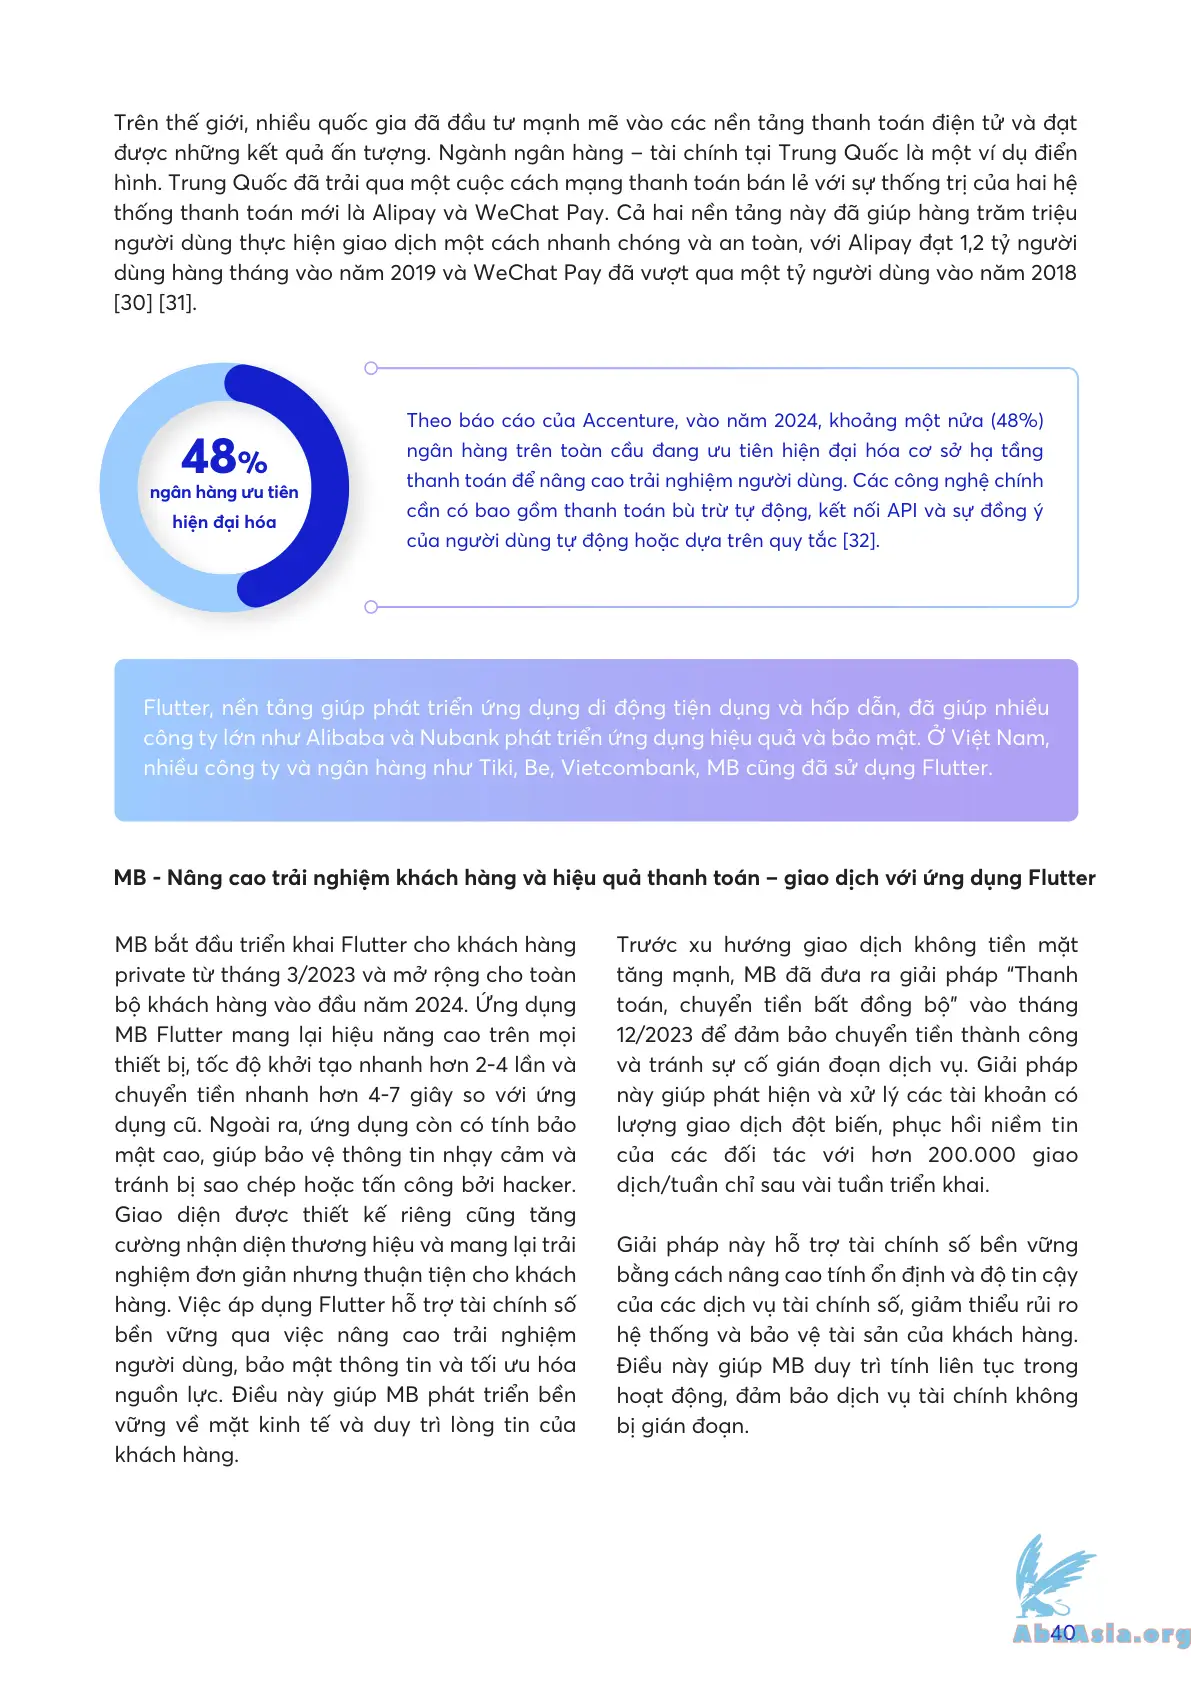 Trên thế giới, nhiều quốc gia đã đầu tư mạnh mẽ vào các nền tảng thanh toán điện tử và đạt
được những kết quả ấn tượng. Ngành ngân hàng – tài chính tại Trung Quốc là một ví dụ điển
hình. Trung Quốc đã trải qua một cuộc cách mạng thanh toán bán lẻ với sự thống trị của hai hệ
thống thanh toán mới là Alipay và WeChat Pay. Cả hai nền tảng này đã giúp hàng trăm triệu
người dùng thực hiện giao dịch một cách nhanh chóng và an toàn, với Alipay đạt 1,2 tỷ người
dùng hàng tháng vào năm 2019 và WeChat Pay đã vượt qua một tỷ người dùng vào năm 2018
[30] [31].
48%
ngân hàng ưu tiên
hiện đại hóa
Theo báo cáo của Accenture, vào năm 2024, khoảng một nửa (48%)
ngân hàng trên toàn cầu đang ưu tiên hiện đại hóa cơ sở hạ tầng
thanh toán để nâng cao trải nghiệm người dùng. Các công nghệ chính
cần có bao gồm thanh toán bù trừ tự động, kết nối API và sự đồng ý
của người dùng tự động hoặc dựa trên quy tắc [32].
Flutter, nền tảng giúp phát triển ứng dụng di động tiện dụng và hấp dẫn, đã giúp nhiều
công ty lớn như Alibaba và Nubank phát triển ứng dụng hiệu quả và bảo mật. Ở Việt Nam,
nhiều công ty và ngân hàng như Tiki, Be, Vietcombank, MB cũng đã sử dụng Flutter.
MB - Nâng cao trải nghiệm khách hàng và hiệu quả thanh toán – giao dịch với ứng dụng Flutter
MB bắt đầu triển khai Flutter cho khách hàng
private từ tháng 3/2023 và mở rộng cho toàn
bộ khách hàng vào đầu năm 2024. Ứng dụng
MB Flutter mang lại hiệu năng cao trên mọi
thiết bị, tốc độ khởi tạo nhanh hơn 2-4 lần và
chuyển tiền nhanh hơn 4-7 giây so với ứng
dụng cũ. Ngoài ra, ứng dụng còn có tính bảo
mật cao, giúp bảo vệ thông tin nhạy cảm và
tránh bị sao chép hoặc tấn công bởi hacker.
Giao diện được thiết kế riêng cũng tăng
cường nhận diện thương hiệu và mang lại trải
nghiệm đơn giản nhưng thuận tiện cho khách
hàng. Việc áp dụng Flutter hỗ trợ tài chính số
bền vững qua việc nâng cao trải nghiệm
người dùng, bảo mật thông tin và tối ưu hóa
nguồn lực. Điều này giúp MB phát triển bền
vững về mặt kinh tế và duy trì lòng tin của
khách hàng.
Trước xu hướng giao dịch không tiền mặt
tăng mạnh, MB đã đưa ra giải pháp "Thanh
toán, chuyển tiền bất đồng bộ" vào tháng
12/2023 để đảm bảo chuyển tiền thành công
và tránh sự cố gián đoạn dịch vụ. Giải pháp
này giúp phát hiện và xử lý các tài khoản có
lượng giao dịch đột biến, phục hồi niềm tin
của các đối tác với hơn 200.000 giao
dịch/tuần chỉ sau vài tuần triển khai.
Giải pháp này hỗ trợ tài chính số bền vững
bằng cách nâng cao tính ổn định và độ tin cậy
của các dịch vụ tài chính số, giảm thiểu rủi ro
hệ thống và bảo vệ tài sản của khách hàng.
Điều này giúp MB duy trì tính liên tục trong
hoạt động, đảm bảo dịch vụ tài chính không
bị gián đoạn.
40